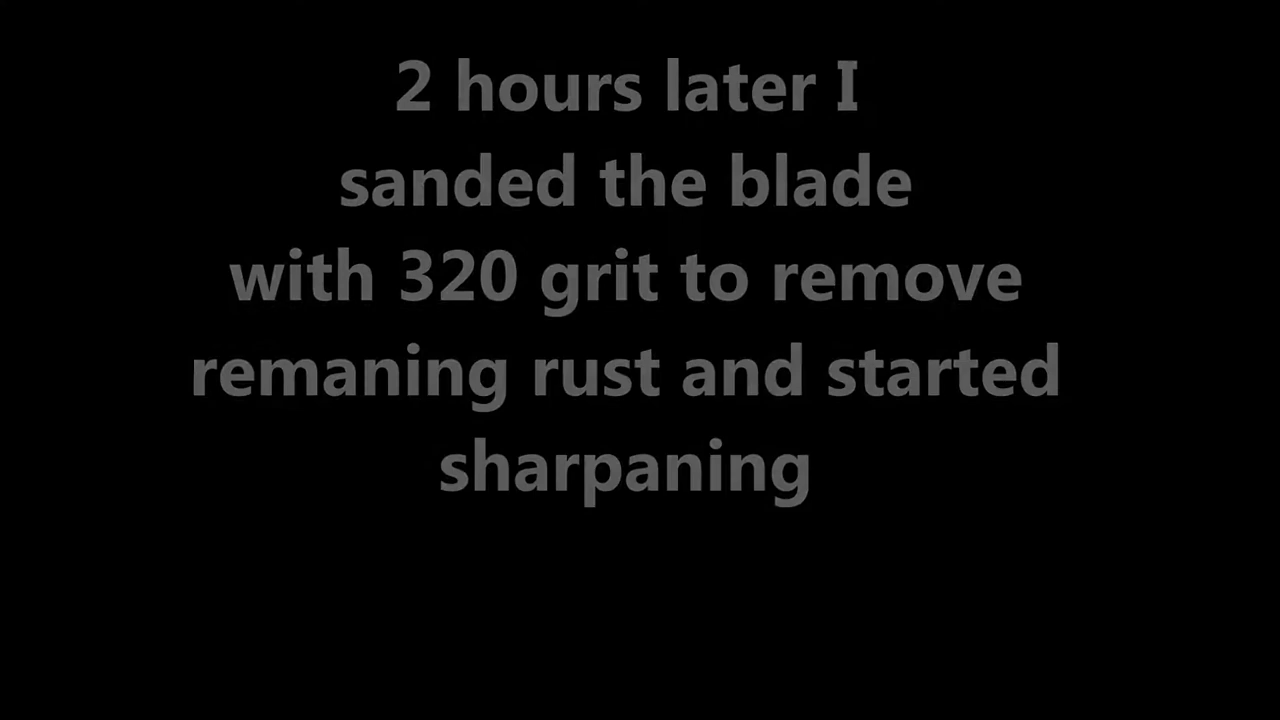 2 hours later I
sanded the blade
with 320 grit to remove
remaning rust and started
sharpaning